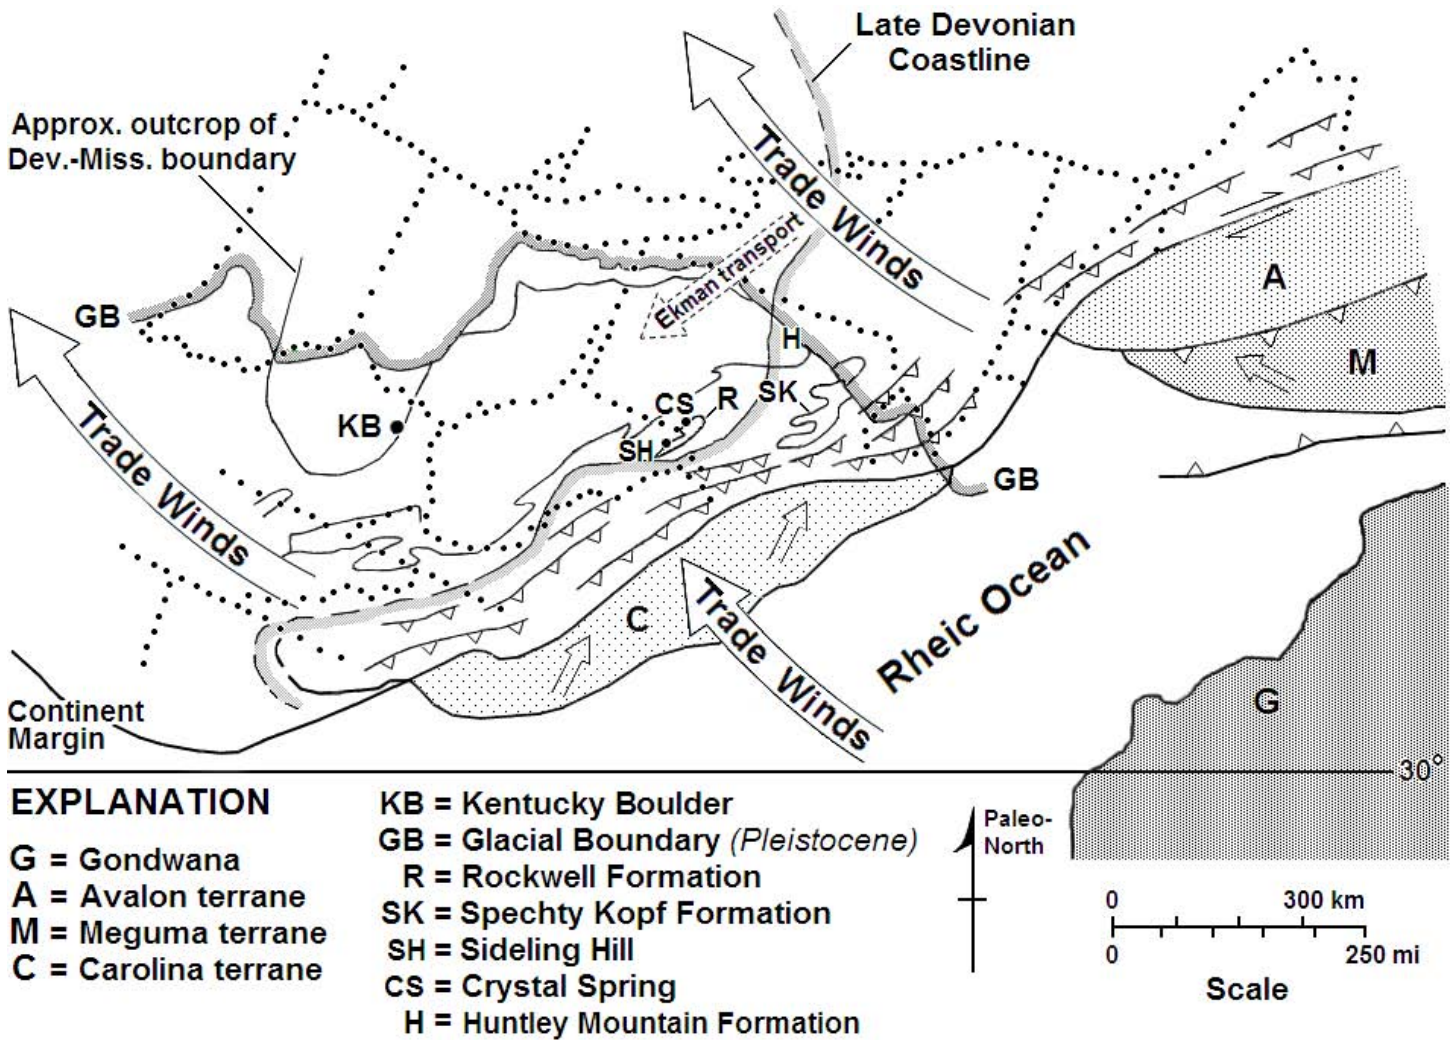 Late Devonian
Coastline
Approx. outcrop of
Dev.-Miss. boundary
Trade Winds
Ekman transport
GB
A
H
M
KB
CS
R
SK
SH
Trade Winds
GB
Rheic Ocean
C
Trade Winds
G
Continent
Margin
30°
EXPLANATION
G = Gondwana
A = Avalon terrane
M = Meguma terrane
C = Carolina terrane
KB = Kentucky Boulder
GB = Glacial Boundary (Pleistocene)
R = Rockwell Formation
SK = Spechty Kopf Formation
SH = Sideling Hill
CS = Crystal Spring
H = Huntley Mountain Formation
Paleo-
North
0 300 km
0 250 mi
Scale